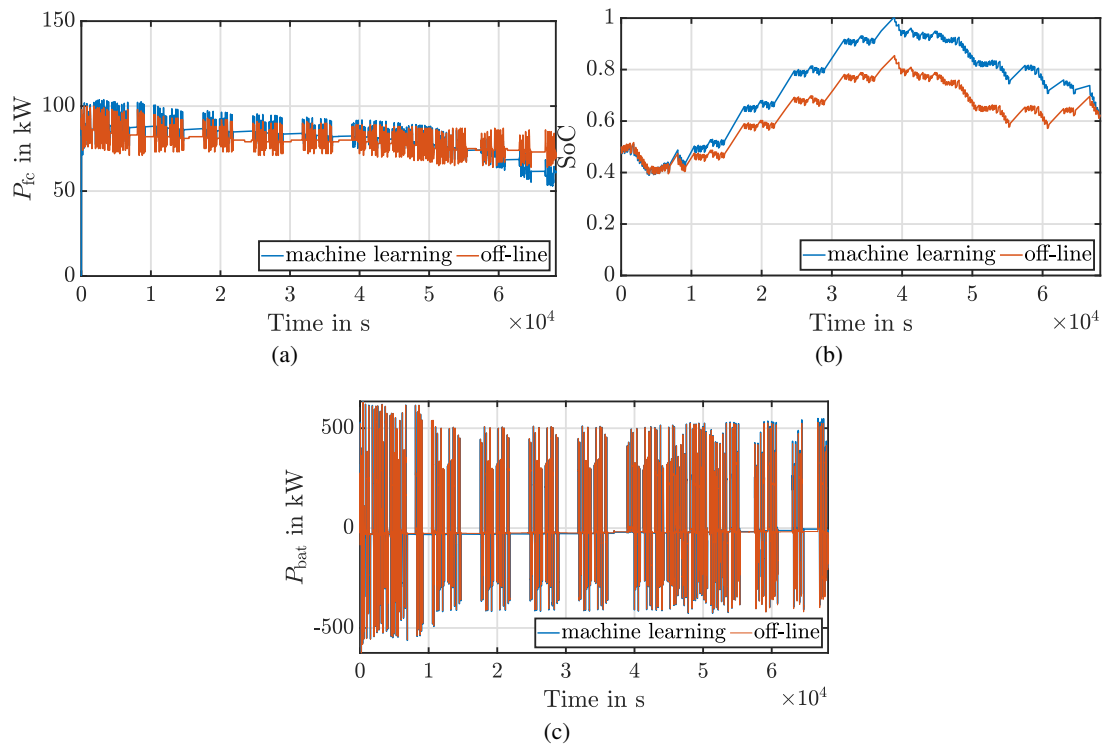 150
100
50
0
P_fc in kW
machine learning off-line
0 1 2 3 4 5 6
Time in s
×10^4
(a)
1
0.8
0.6
0.4
0.2
0
SoC
machine learning off-line
0 1 2 3 4 5 6
Time in s
×10^4
(b)
500
0
-500
P_bat in kW
machine learning off-line
0 1 2 3 4 5 6
Time in s
×10^4
(c)